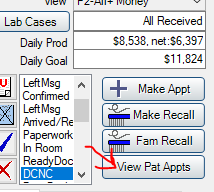 View F2-All+ Money
Lab Cases All Received
Daily Prod $8,538, net:$6,397
Daily Goal $11,824
LeftMsg
Confirmed
LeftMsg
Arrived/Re
Paperwork
In Room
ReadyDoc
DCNC
Make Appt
Make Recall
Fam Recall
View Pat Appts